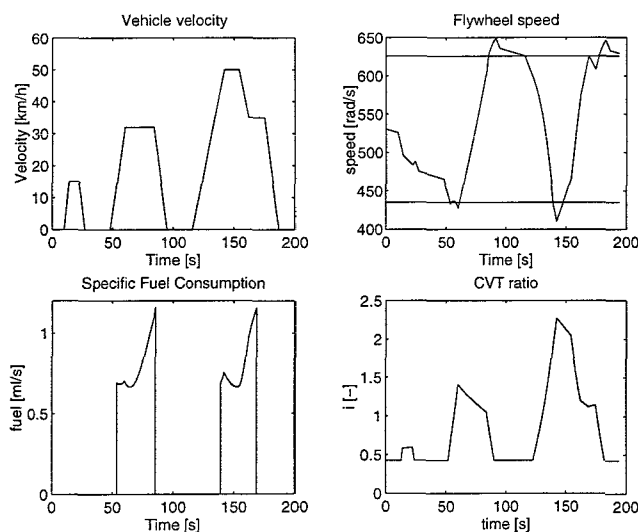 Vehicle velocity
60
50
40
30
20
10
0
Velocity [km/h]
0 50 100 150 200
Time [s]
Flywheel speed
650
600
550
500
450
400
speed [rad/s]
0 50 100 150 200
Time [s]
Specific Fuel Consumption
1
0.5
0
fuel [ml/s]
0 50 100 150 200
Time [s]
CVT ratio
2.5
2
1.5
1
0.5
0
i [-]
0 50 100 150 200
time [s]